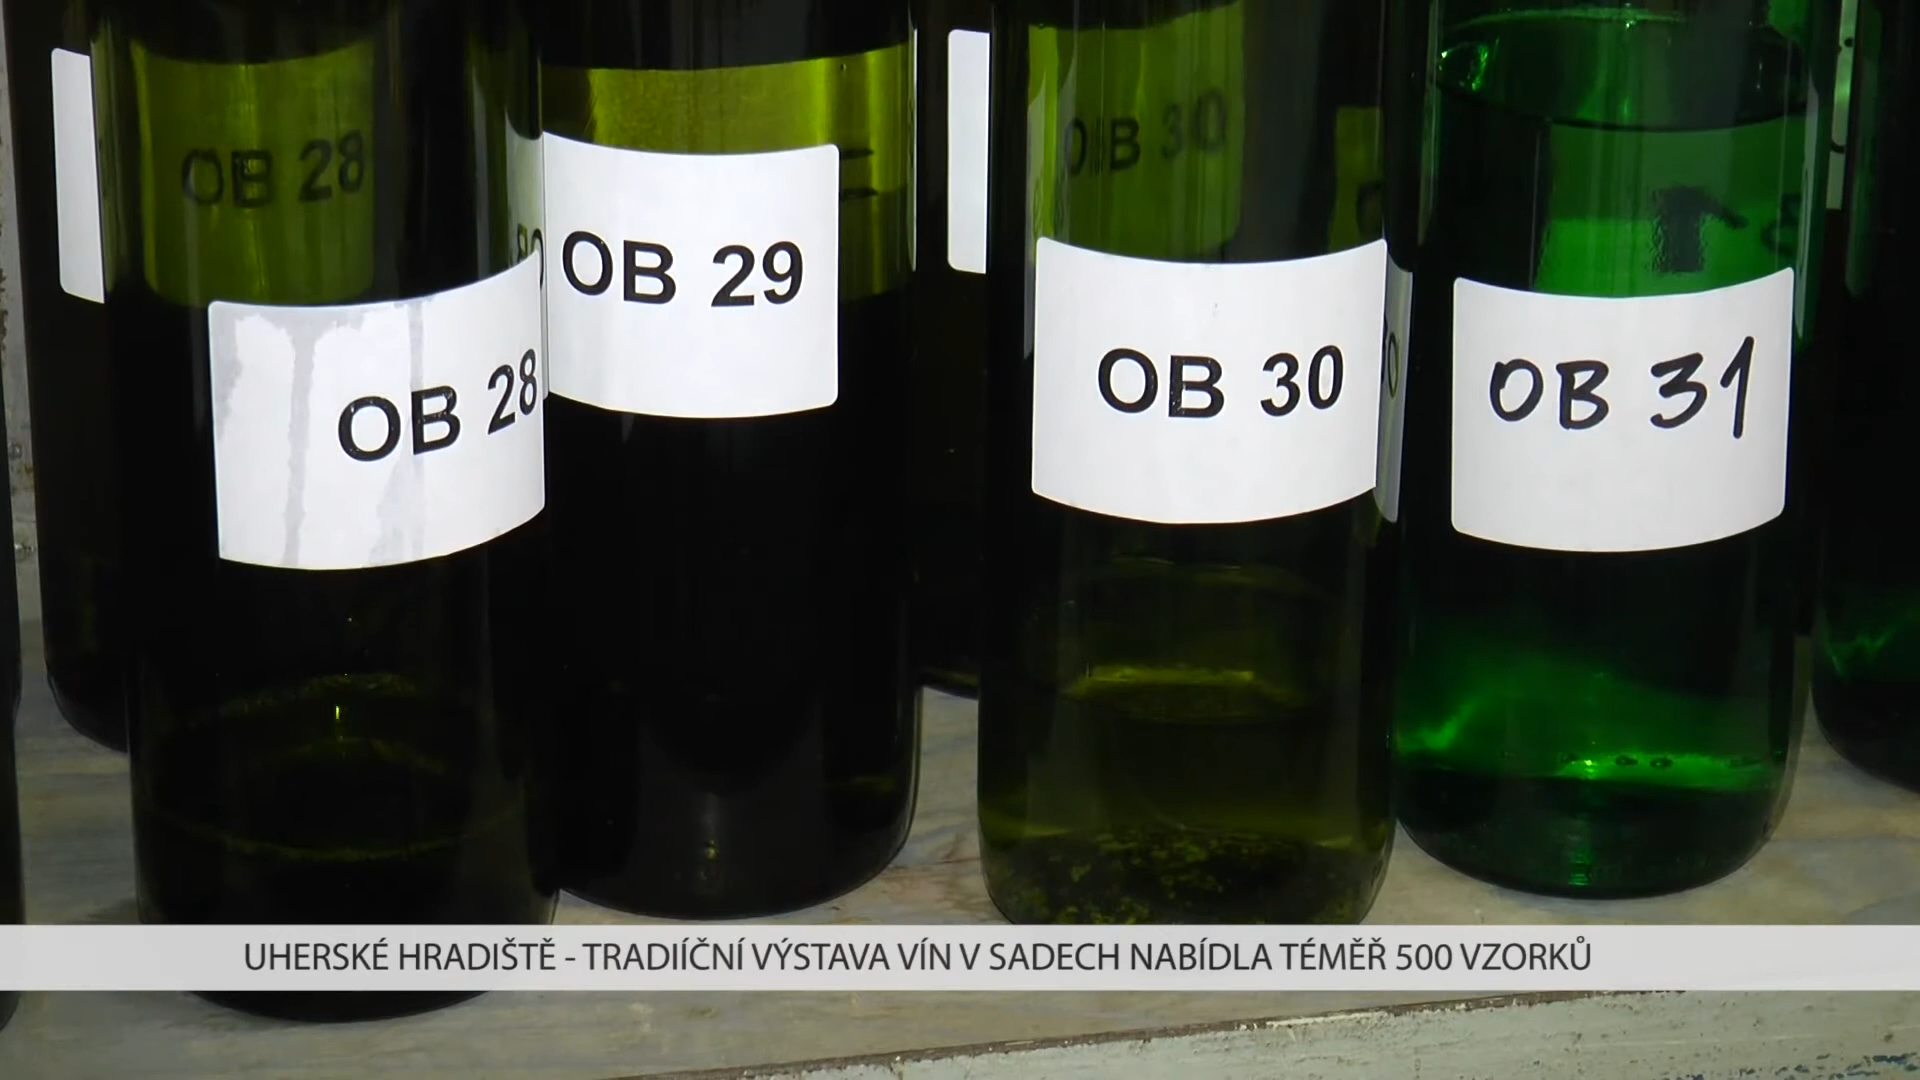 OB 28
OB 30
OB 29
OB 28
OB 30
OB 31
UHERSKÉ HRADIŠTĚ - TRADIÍČNÍ VÝSTAVA VÍN V SADECH NABÍDLA TÉMĚŘ 500 VZORKŮ